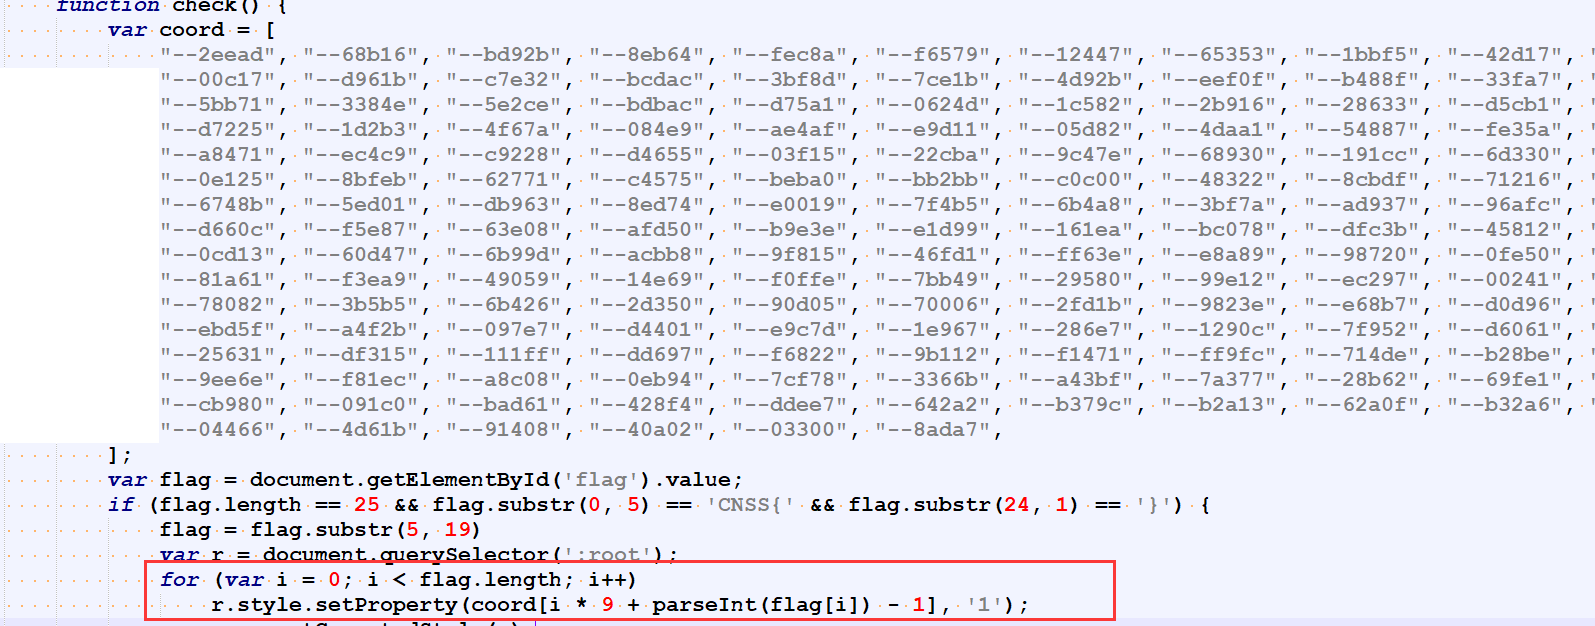 function check() {
var coord = [
"--2eead", "--68b16", "--bd92b", "--8eb64", "--fec8a", "--f6579", "--12447", "--65353", "--1bbf5", "--42d17",
"--00c17", "--d961b", "--c7e32", "--bcdac", "--3bf8d", "--7ce1b", "--4d92b", "--eef0f", "--b488f", "--33fa7",
"--5bb71", "--3384e", "--5e2ce", "--bdbac", "--d75a1", "--0624d", "--1c582", "--2b916", "--28633", "--d5cb1",
"--d7225", "--1d2b3", "--4f67a", "--084e9", "--ae4af", "--e9d11", "--05d82", "--4daa1", "--54887", "--fe35a",
"--a8471", "--ec4c9", "--c9228", "--d4655", "--03f15", "--22cba", "--9c47e", "--68930", "--191cc", "--6d330",
"--0e125", "--8bfeb", "--62771", "--c4575", "--beba0", "--bb2bb", "--c0c00", "--48322", "--8cbdf", "--71216",
"--6748b", "--5ed01", "--db963", "--8ed74", "--e0019", "--7f4b5", "--6b4a8", "--3bf7a", "--ad937", "--96afc",
"--d660c", "--f5e87", "--63e08", "--afd50", "--b9e3e", "--e1d99", "--161ea", "--bc078", "--dfc3b", "--45812",
"--0cd13", "--60d47", "--6b99d", "--acbb8", "--9f815", "--46fd1", "--ff63e", "--e8a89", "--98720", "--0fe50",
"--81a61", "--f3ea9", "--49059", "--14e69", "--f0ffe", "--7bb49", "--29580", "--99e12", "--ec297", "--00241",
"--78082", "--3b5b5", "--6b426", "--2d350", "--90d05", "--70006", "--2fd1b", "--9823e", "--e68b7", "--d0d96",
"--ebd5f", "--a4f2b", "--097e7", "--d4401", "--e9c7d", "--1e967", "--286e7", "--1290c", "--7f952", "--d6061",
"--25631", "--df315", "--111ff", "--dd697", "--f6822", "--9b112", "--f1471", "--ff9fc", "--714de", "--b28be",
"--9ee6e", "--f81ec", "--a8c08", "--0eb94", "--7cf78", "--3366b", "--a43bf", "--7a377", "--28b62", "--69fe1",
"--cb980", "--091c0", "--bad61", "--428f4", "--ddee7", "--642a2", "--b379c", "--b2a13", "--62a0f", "--b32a6",
"--04466", "--4d61b", "--91408", "--40a02", "--03300", "--8ada7",
];
var flag = document.getElementById('flag').value;
if (flag.length == 25 && flag.substr(0, 5) == 'CNSS{' && flag.substr(24, 1) == '}') {
flag = flag.substr(5, 19)
var r = document.querySelector(':root');
for (var i = 0; i < flag.length; i++)
r.style.setProperty(coord[i * 9 + parseInt(flag[i]) - 1], '1');